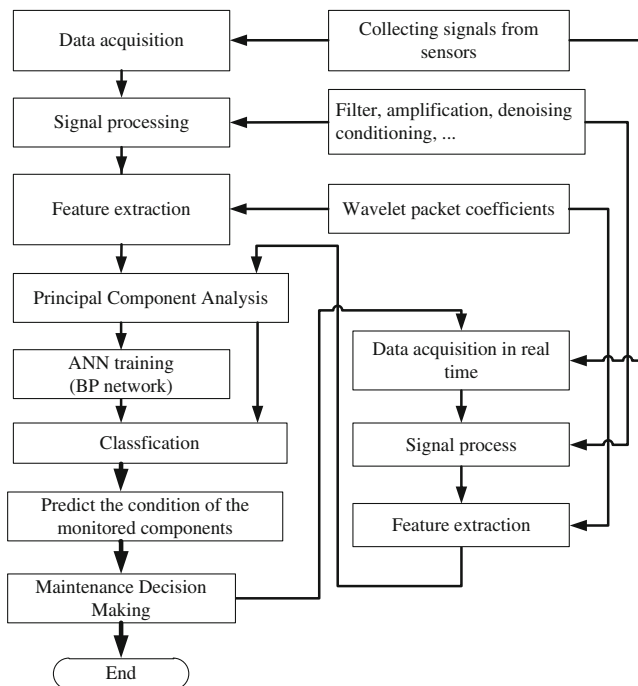 Data acquisition
Collecting signals from
sensors
Signal processing
Filter, amplification, denoising
conditioning, ...
Feature extraction
Wavelet packet coefficients
Principal Component Analysis
Data acquisition in real
time
ANN training
(BP network)
Classfication
Signal process
Predict the condition of the
monitored components
Feature extraction
Maintenance Decision
Making
End